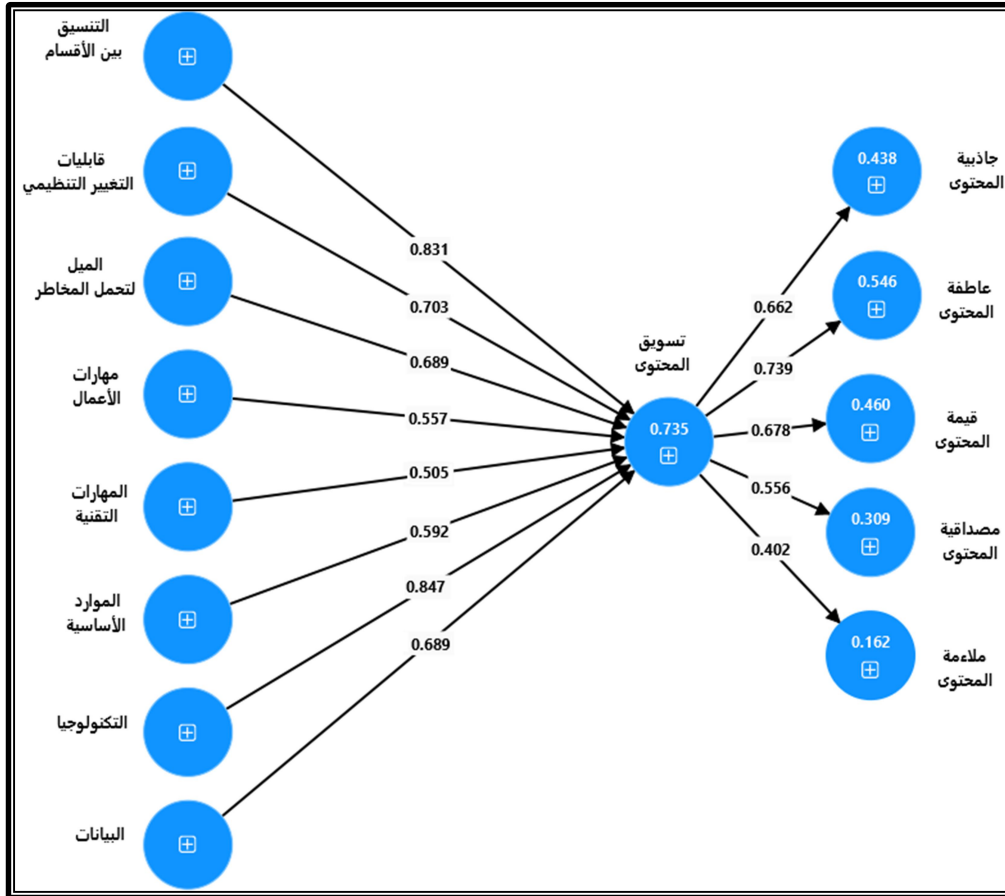 التنسيق
بين الأقسام
قابليات
التغيير التنظيمي
الميل
لتحمل المخاطر
مهارات
الأعمال
المهارات
التقنية
الموارد
الأساسية
التكنولوجيا
البيانات
0.831
0.703
0.689
0.557
0.505
0.592
0.847
0.689
تسويق
المحتوى
0.735
0.662
0.739
0.678
0.556
0.402
0.438
جاذبية
المحتوى
0.546
عاطفة
المحتوى
0.460
قيمة
المحتوى
0.309
مصداقية
المحتوى
0.162
ملاءمة
المحتوى